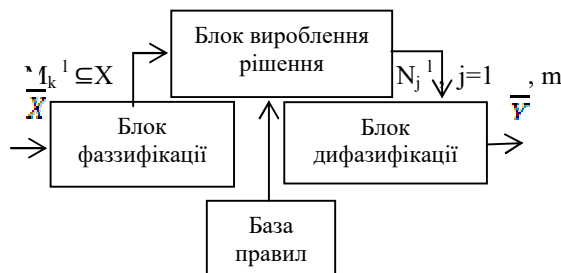 Блок вироблення
рішення
M_k^1 ⊆X
N_j^1 j=1 , m
X̅
Y̅
Блок
фаззифікації
Блок
дифазифікації
База
правил